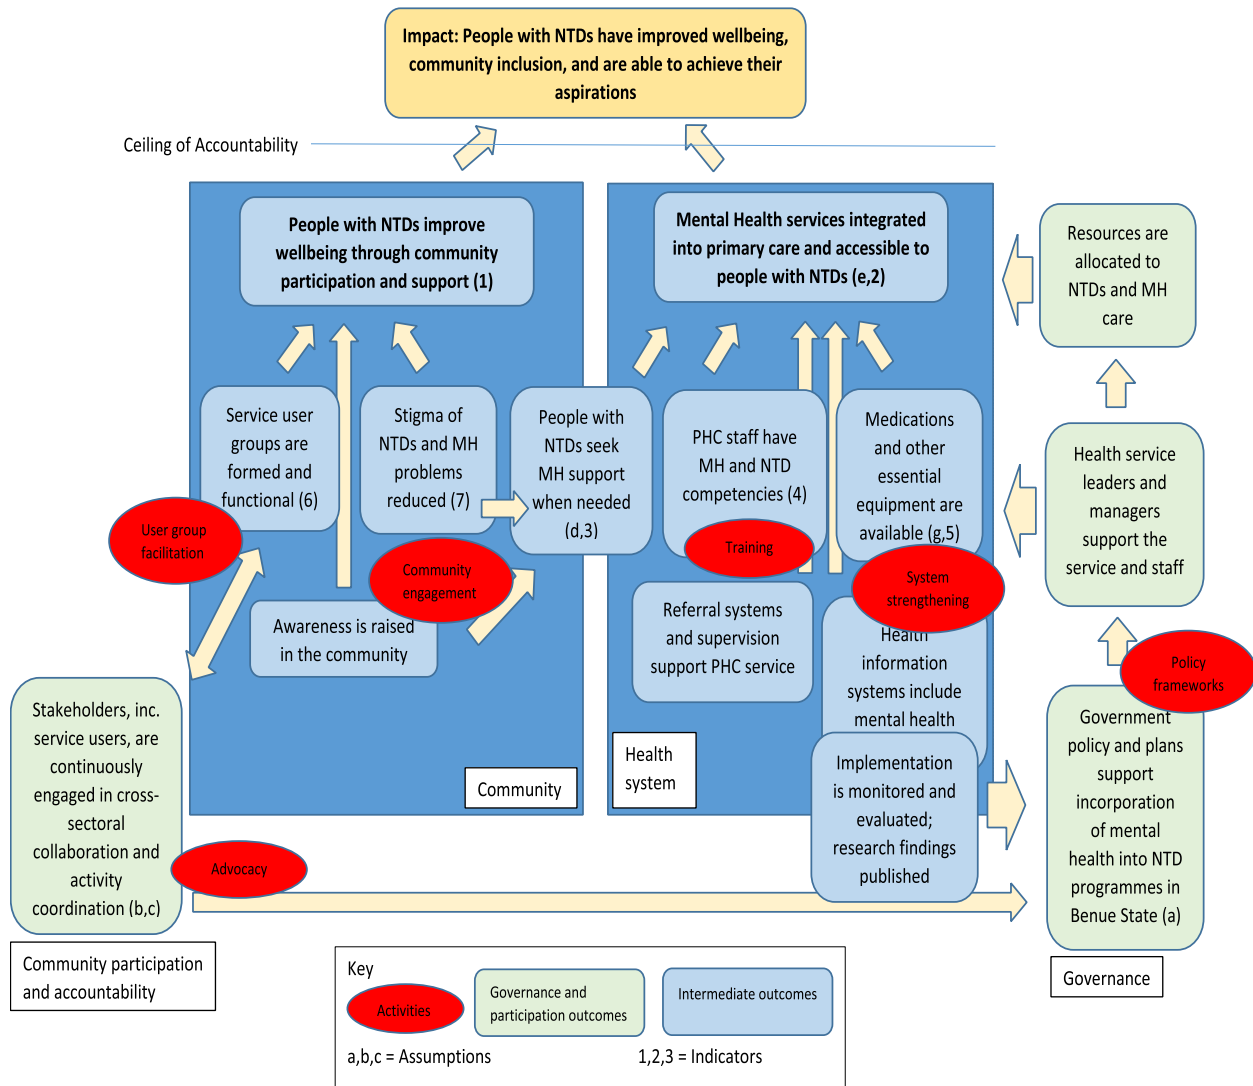 Impact: People with NTDs have improved wellbeing,
community inclusion, and are able to achieve their
aspirations
Ceiling of Accountability
People with NTDs improve
wellbeing through community
participation and support (1)
Mental Health services integrated
into primary care and accessible to
people with NTDs (e,2)
Resources are
allocated to
NTDs and MH
care
Service user
groups are
formed and
functional (6)
Stigma of
NTDs and MH
problems
reduced (7)
People with
NTDs seek
MH support
when needed
(d,3)
PHC staff have
MH and NTD
competencies (4)
Medications
and other
essential
equipment are
available (g,5)
Health service
leaders and
managers
support the
service and staff
User group
facilitation
Community
engagement
Training
System
strengthening
Awareness is raised
in the community
Referral systems
and supervision
support PHC service
Health
information
systems include
mental health
Policy
frameworks
Stakeholders, inc.
service users, are
continuously
engaged in cross-
sectoral
collaboration and
activity
coordination (b,c)
Community
Health
system
Implementation
is monitored and
evaluated;
research findings
published
Government
policy and plans
support
incorporation
of mental
health into NTD
programmes in
Benue State (a)
Advocacy
Community participation
and accountability
Governance
Key
Activities
Governance and
participation outcomes
Intermediate outcomes
a,b,c = Assumptions
1,2,3 = Indicators